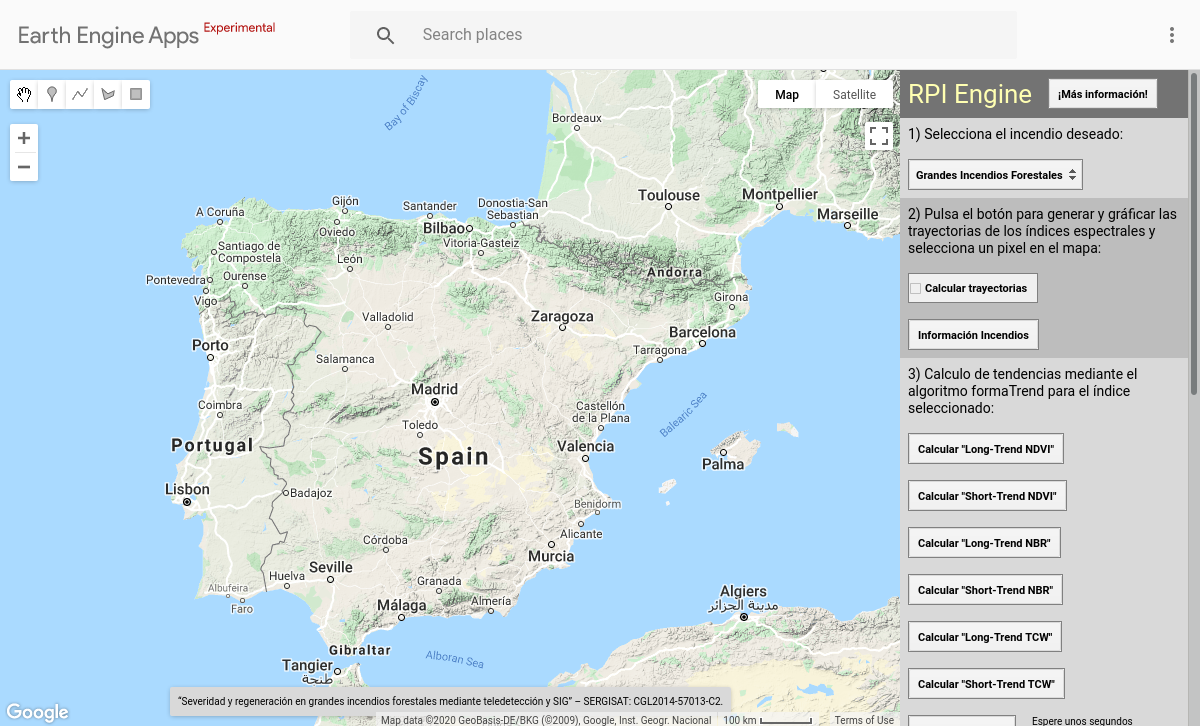 Earth Engine Apps Experimental
Search places
Map Satellite
RPI Engine
¡Más información!
1) Selecciona el incendio deseado:
Grandes Incendios Forestales
2) Pulsa el botón para generar y gráficar las
trayectorias de los índices espectrales y
selecciona un pixel en el mapa:
Calcular trayectorias
Información Incendios
3) Calculo de tendencias mediante el
algoritmo formaTrend para el índice
seleccionado:
Calcular "Long-Trend NDVI"
Calcular "Short-Trend NDVI"
Calcular "Long-Trend NBR"
Calcular "Short-Trend NBR"
Calcular "Long-Trend TCW"
Calcular "Short-Trend TCW"
Espere unos segundos
Bay of Biscay
Bordeaux
Toulouse
Montpellier
Marseille
A Coruña
Gijón
Santander
Donostia-San
Sebastian
Oviedo
Bilbao
Vitoria-Gasteiz
Santiago de
Compostela
León
Andorra
Pontevedra
Ourense
Vigo
Girona
Valladolid
Zaragoza
Barcelona
Porto
Tarragona
Salamanca
Madrid
Coimbra
Castellón
de la Plana
Balearic Sea
Toledo
Portugal
Spain
Valencia
Palma
Lisbon
Badajoz
Benidorm
Alicante
Córdoba
Murcia
Seville
Huelva
Granada
Albufeira
Faro
Málaga
Almería
Algiers
مدينة الجزائر
Gibraltar
Alboran Sea
Tangier
طنجة
"Severidad y regeneración en grandes incendios forestales mediante teledetección y SIG" – SERGISAT: CGL2014-57013-C2.
Google
Map data ©2020 GeoBasis-DE/BKG (©2009), Google, Inst. Geogr. Nacional
100 km
Terms of Use